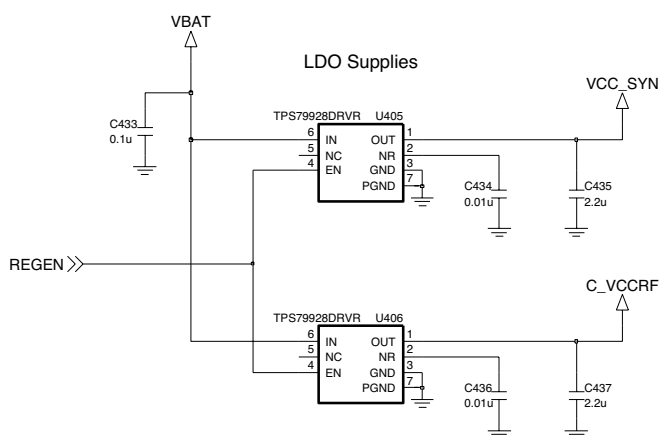 VBAT
LDO Supplies
VCC_SYN
C433
0.1u
TPS79928DRVR U405
6 IN OUT 1
5 NC NR 2
4 EN GND 3
PGND 7
C434
0.01u
C435
2.2u
REGEN
C_VCCRF
TPS79928DRVR U406
6 IN OUT 1
5 NC NR 2
4 EN GND 3
PGND 7
C436
0.01u
C437
2.2u